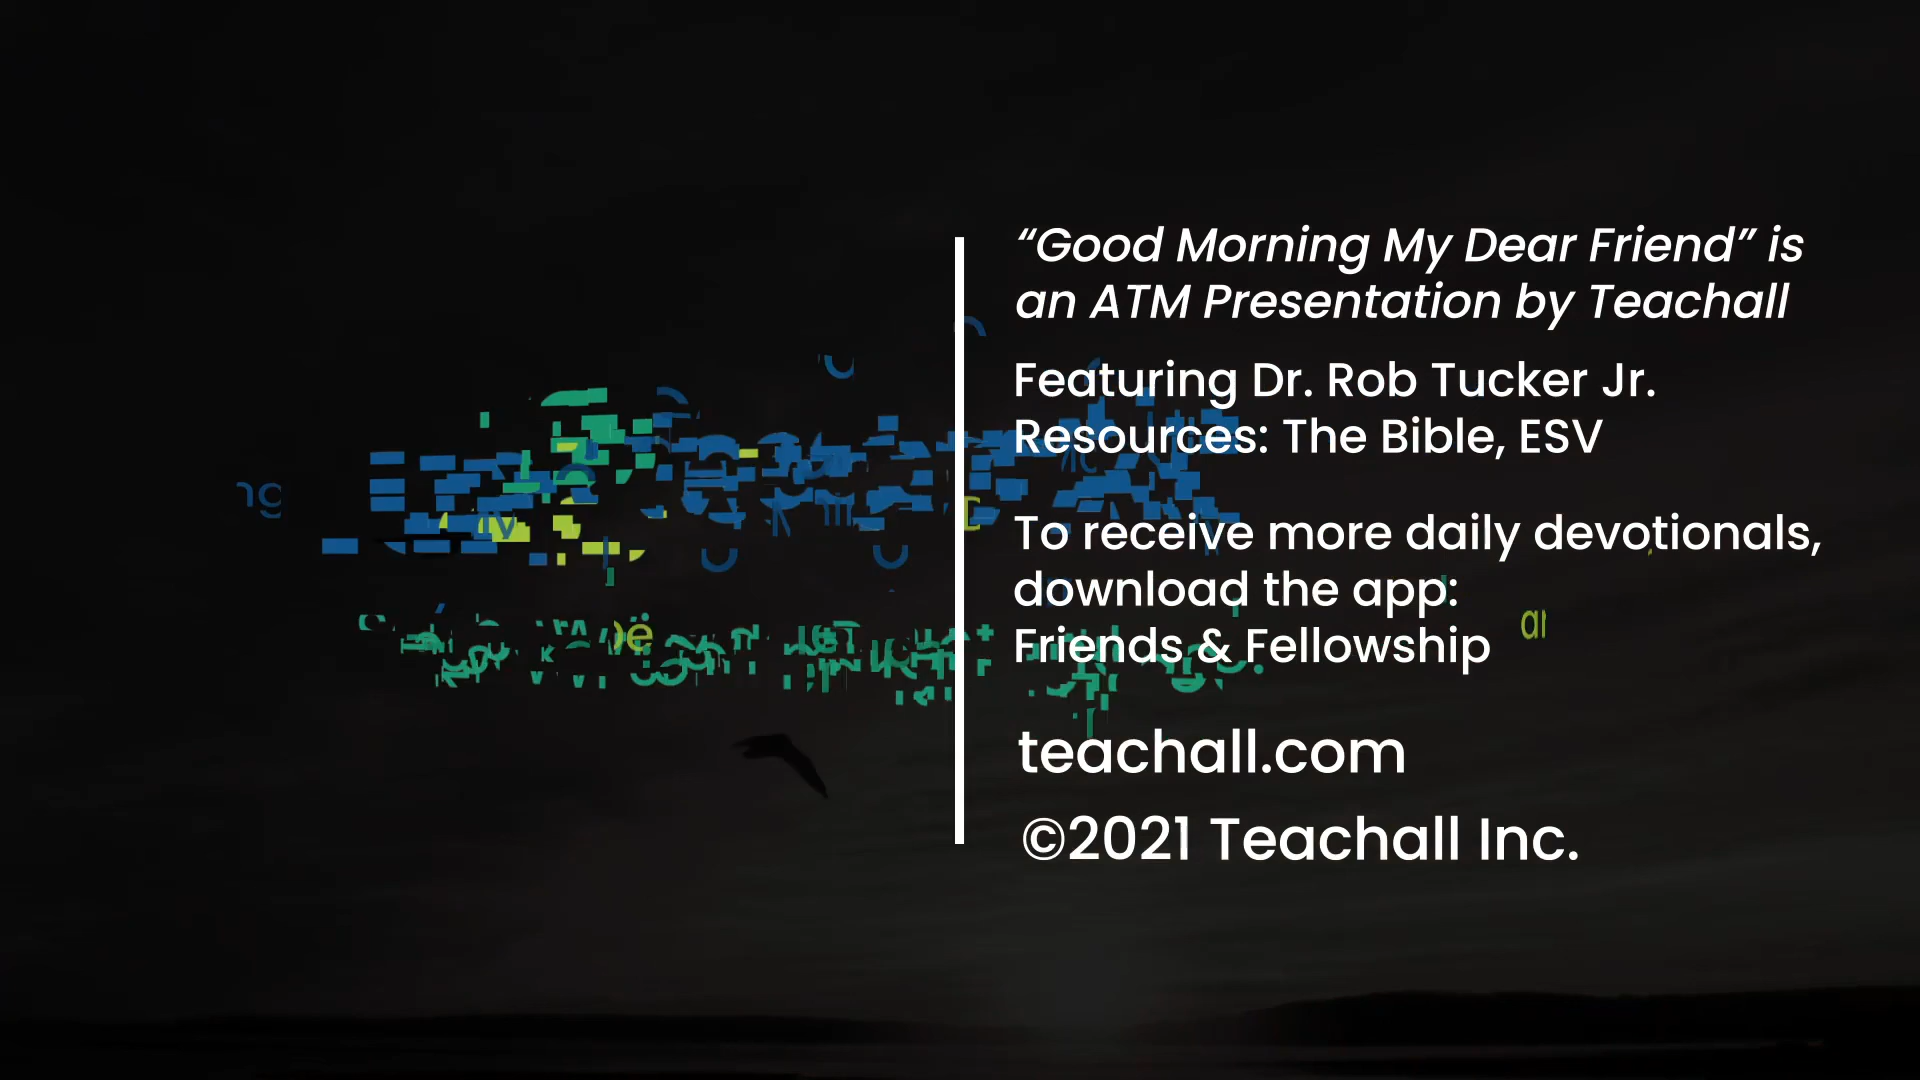 “Good Morning My Dear Friend” is
an ATM Presentation by Teachall
Featuring Dr. Rob Tucker Jr.
Resources: The Bible, ESV
To receive more daily devotionals,
download the app:
Friends & Fellowship
teachall.com
©2021 Teachall Inc.